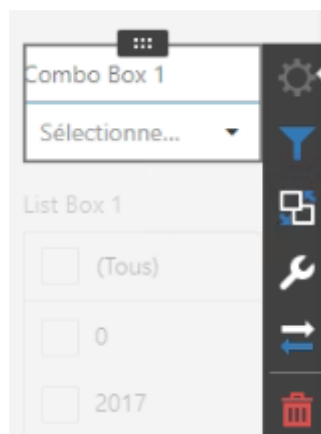 Combo Box 1
Sélectionne...
List Box 1
(Tous)
0
2017